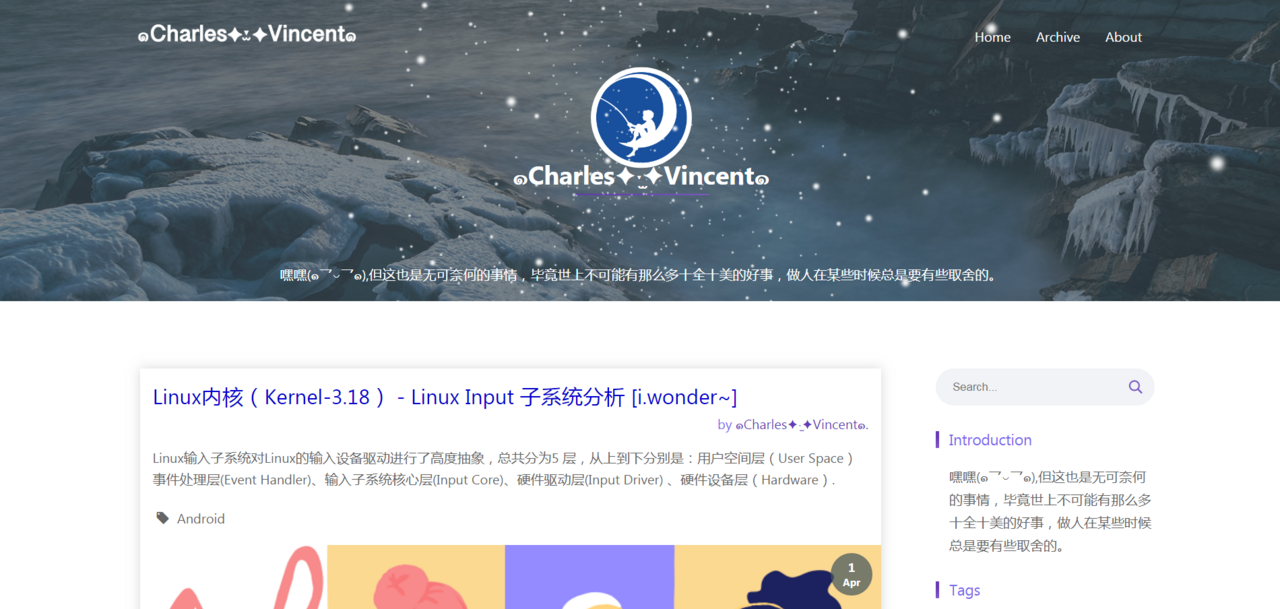 ๑Charles✦ﻌ✦Vincent๑
Home Archive About
๑Charles✦ﻌ✦Vincent๑
嘿嘿(๑乛◡乛๑),但这也是无可奈何的事情，毕竟世上不可能有那么多十全十美的好事，做人在某些时候总是要有些取舍的。
Linux内核（Kernel-3.18） - Linux Input 子系统分析 [i.wonder~]
by ๑Charles✦ﻌ✦Vincent๑.
Linux输入子系统对Linux的输入设备驱动进行了高度抽象，总共分为5 层，从上到下分别是：用户空间层（User Space）
事件处理层(Event Handler)、输入子系统核心层(Input Core)、硬件驱动层(Input Driver) 、硬件设备层（Hardware）.
Android
1
Apr
Search...
Introduction
嘿嘿(๑乛◡乛๑),但这也是无可奈何
的事情，毕竟世上不可能有那么多
十全十美的好事，做人在某些时候
总是要有些取舍的。
Tags